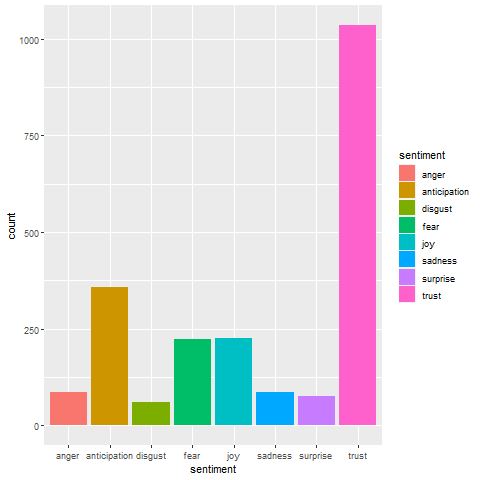 1000
750
500
250
0
count
anger anticipation disgust fear joy sadness surprise trust
sentiment
sentiment
anger
anticipation
disgust
fear
joy
sadness
surprise
trust